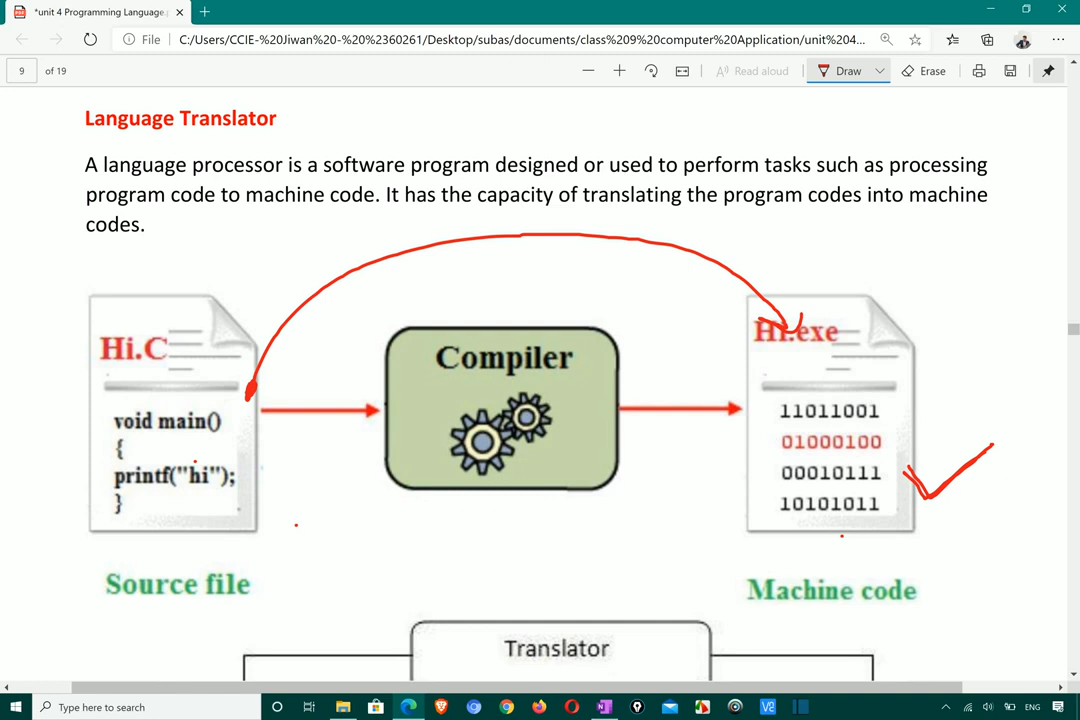 *unit 4 Programming Language.
File
C:/Users/CCIE-%20Jiwan%20-%20%2360261/Desktop/subas/documents/class%209%20computer%20Application/unit%204...
9 of 19
Read aloud
Draw
Erase
Language Translator
A language processor is a software program designed or used to perform tasks such as processing
program code to machine code. It has the capacity of translating the program codes into machine
codes.
Hi.C
void main()
{
printf("hi");
}
Source file
Compiler
Hi.exe
11011001
01000100
00010111
10101011
Machine code
Translator
Type here to search
ENG